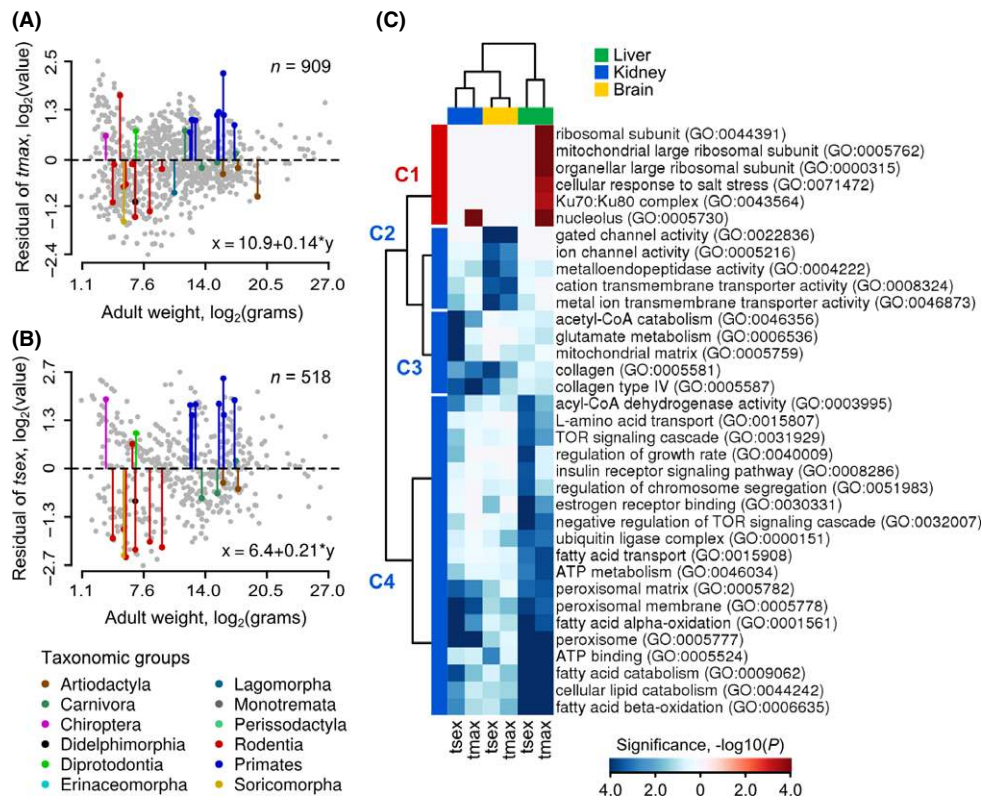 (A)
Residual of tmax, log2(value)
2.5
1.3
0
−1.2
−2.4
n = 909
x = 10.9+0.14*y
1.1 7.6 14.0 20.5 27.0
Adult weight, log2(grams)
(B)
Residual of tsex, log2(value)
2.7
1.3
0
−1.3
−2.7
n = 518
x = 6.4+0.21*y
1.1 7.6 14.0 20.5 27.0
Adult weight, log2(grams)
Taxonomic groups
Artiodactyla
Carnivora
Chiroptera
Didelphimorphia
Diprotodontia
Erinaceomorpha
Lagomorpha
Monotremata
Perissodactyla
Rodentia
Primates
Soricomorpha
(C)
Liver
Kidney
Brain
C1
C2
C3
C4
ribosomal subunit (GO:0044391)
mitochondrial large ribosomal subunit (GO:0005762)
organellar large ribosomal subunit (GO:0000315)
cellular response to salt stress (GO:0071472)
Ku70:Ku80 complex (GO:0043564)
nucleolus (GO:0005730)
gated channel activity (GO:0022836)
ion channel activity (GO:0005216)
metalloendopeptidase activity (GO:0004222)
cation transmembrane transporter activity (GO:0008324)
metal ion transmembrane transporter activity (GO:0046873)
acetyl-CoA catabolism (GO:0046356)
glutamate metabolism (GO:0006536)
mitochondrial matrix (GO:0005759)
collagen (GO:0005581)
collagen type IV (GO:0005587)
acyl-CoA dehydrogenase activity (GO:0003995)
L-amino acid transport (GO:0015807)
TOR signaling cascade (GO:0031929)
regulation of growth rate (GO:0040009)
insulin receptor signaling pathway (GO:0008286)
regulation of chromosome segregation (GO:0051983)
estrogen receptor binding (GO:0030331)
negative regulation of TOR signaling cascade (GO:0032007)
ubiquitin ligase complex (GO:0000151)
fatty acid transport (GO:0015908)
ATP metabolism (GO:0046034)
peroxisomal matrix (GO:0005782)
peroxisomal membrane (GO:0005778)
fatty acid alpha-oxidation (GO:0001561)
peroxisome (GO:0005777)
ATP binding (GO:0005524)
fatty acid catabolism (GO:0009062)
cellular lipid catabolism (GO:0044242)
fatty acid beta-oxidation (GO:0006635)
tsex tmax tsex tmax tsex tmax
Significance, -log10(P)
4.0 2.0 0 2.0 4.0